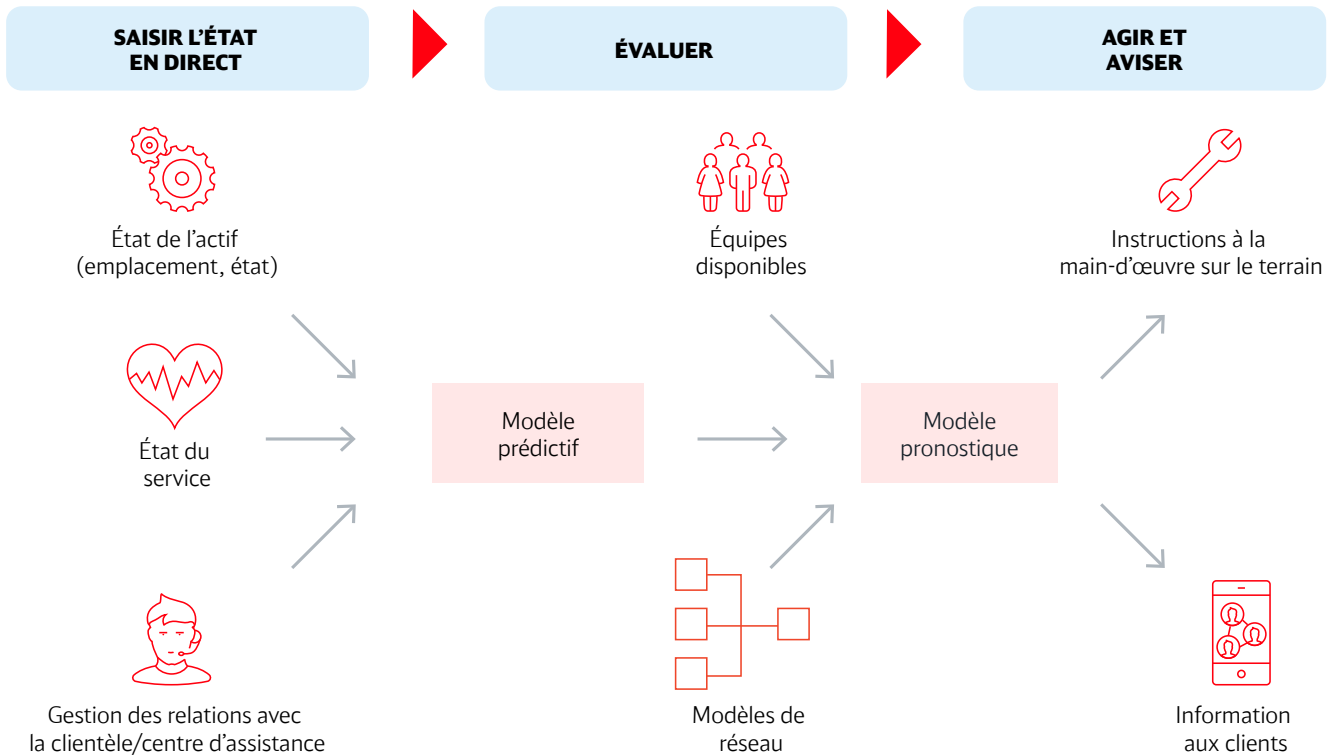 SAISIR L’ÉTAT
EN DIRECT
ÉVALUER
AGIR ET
AVISER
État de l’actif
(emplacement, état)
Équipes
disponibles
Instructions à la
main-d’œuvre sur le terrain
État du
service
Modèle
prédictif
Modèle
pronostique
Gestion des relations avec
la clientèle/centre d’assistance
Modèles de
réseau
Information
aux clients